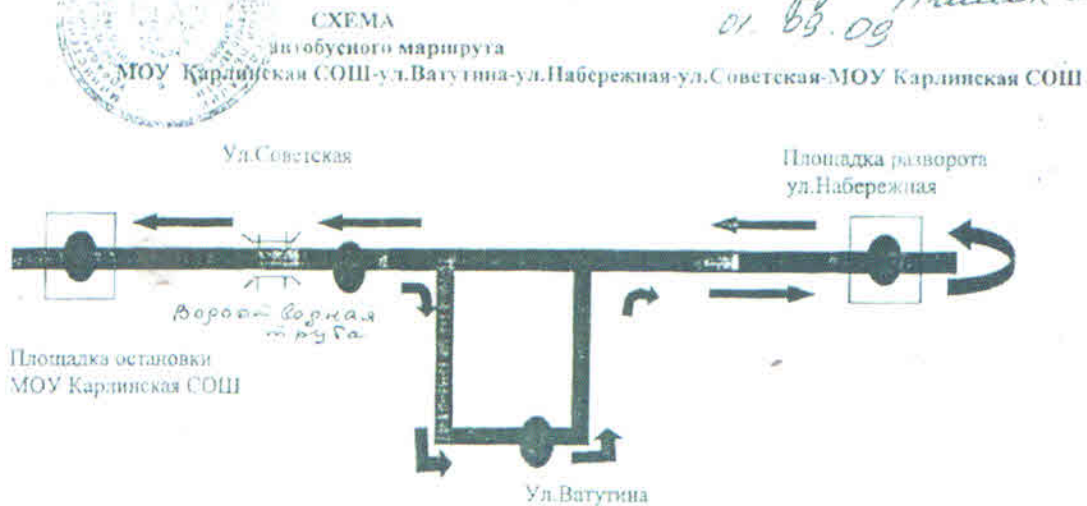 СХЕМА
01.09.09
автобусного маршрута
МОУ Карлинская СОШ-ул.Ватутина-ул.Набережная-ул.Советская-МОУ Карлинская СОШ
Ул.Советская
Площадка разворота
ул.Набережная
Водоотводная
труба
Площадка остановки
МОУ Карлинская СОШ
Ул.Ватутина